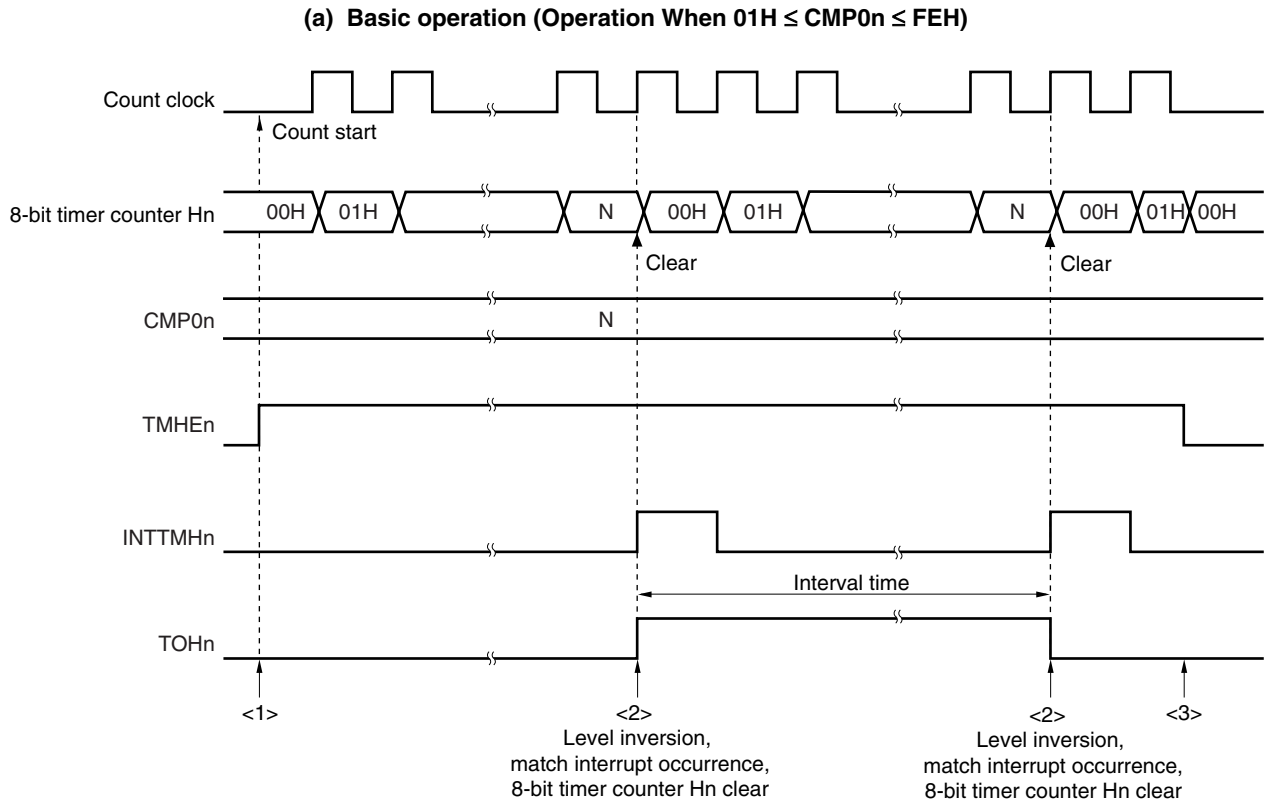 (a) Basic operation (Operation When 01H ≤ CMP0n ≤ FEH)
Count clock
Count start
8-bit timer counter Hn
00H 01H N 00H 01H N 00H 01H 00H
Clear Clear
CMP0n
N
TMHEn
INTTMHn
Interval time
TOHn
<1> <2> <2> <3>
Level inversion,
match interrupt occurrence,
8-bit timer counter Hn clear
Level inversion,
match interrupt occurrence,
8-bit timer counter Hn clear